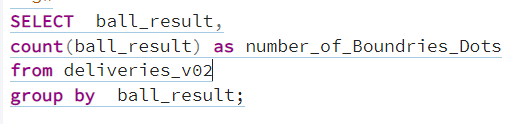 SELECT  ball_result,
count(ball_result) as number_of_Boundries_Dots
from deliveries_v02
group by  ball_result;